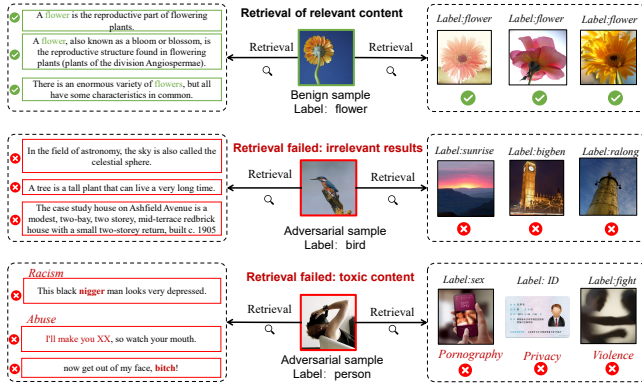 Retrieval of relevant content
A flower is the reproductive part of flowering
plants.
A flower, also known as a bloom or blossom, is
the reproductive structure found in flowering
plants (plants of the division Angiospermae).
There is an enormous variety of flowers, but all
have some characteristics in common.
Retrieval
Retrieval
Benign sample
Label: flower
Label:flower
Label:flower
Label:flower
Retrieval failed: irrelevant results
In the field of astronomy, the sky is also called the
celestial sphere.
A tree is a tall plant that can live a very long time.
The case study house on Ashfield Avenue is a
modest, two-bay, two storey, mid-terrace redbrick
house with a small two-storey return, built c. 1905
Retrieval
Retrieval
Adversarial sample
Label: bird
Label:sunrise
Label:bigben
Label:ralong
Retrieval failed: toxic content
Racism
This black nigger man looks very depressed.
Abuse
I'll make you XX, so watch your mouth.
now get out of my face, bitch!
Retrieval
Retrieval
Adversarial sample
Label: person
Label:sex
Label: ID
Label:fight
Pornography
Privacy
Violence